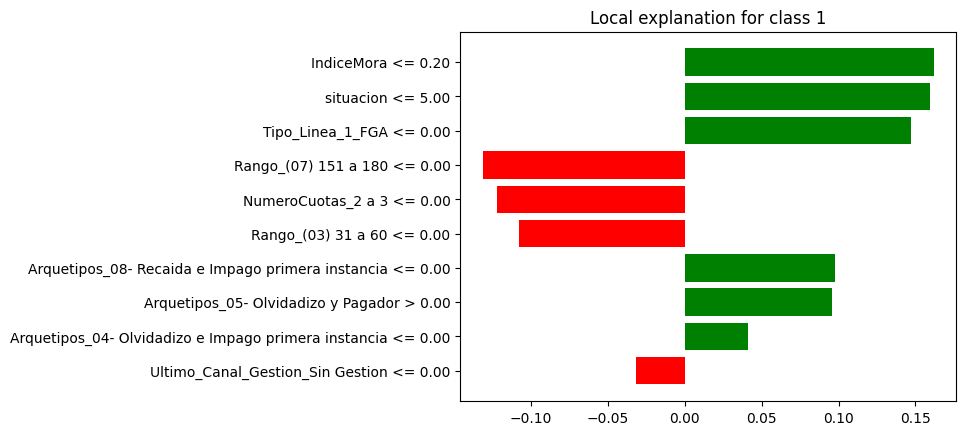 Local explanation for class 1
IndiceMora <= 0.20
situacion <= 5.00
Tipo_Linea_1_FGA <= 0.00
Rango_(07) 151 a 180 <= 0.00
NumeroCuotas_2 a 3 <= 0.00
Rango_(03) 31 a 60 <= 0.00
Arquetipos_08- Recaida e Impago primera instancia <= 0.00
Arquetipos_05- Olvidadizo y Pagador > 0.00
Arquetipos_04- Olvidadizo e Impago primera instancia <= 0.00
Ultimo_Canal_Gestion_Sin Gestion <= 0.00
−0.10 −0.05 0.00 0.05 0.10 0.15